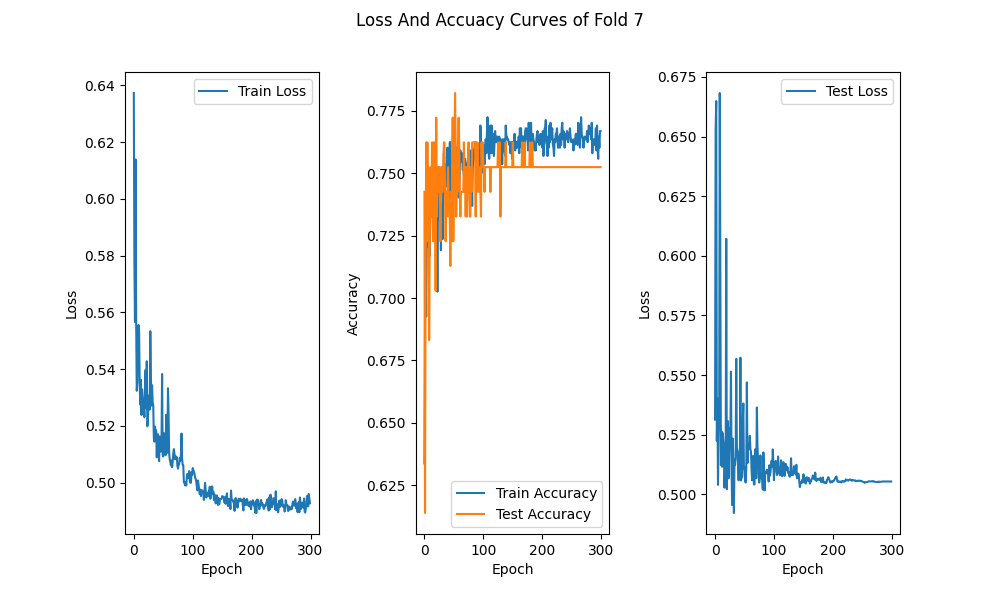 Loss And Accuacy Curves of Fold 7
0.64
0.62
0.60
0.58
0.56
0.54
0.52
0.50
Loss
0 100 200 300
Epoch
Train Loss
0.775
0.750
0.725
0.700
0.675
0.650
0.625
Accuracy
0 100 200 300
Epoch
Train Accuracy
Test Accuracy
0.675
0.650
0.625
0.600
0.575
0.550
0.525
0.500
Loss
0 100 200 300
Epoch
Test Loss